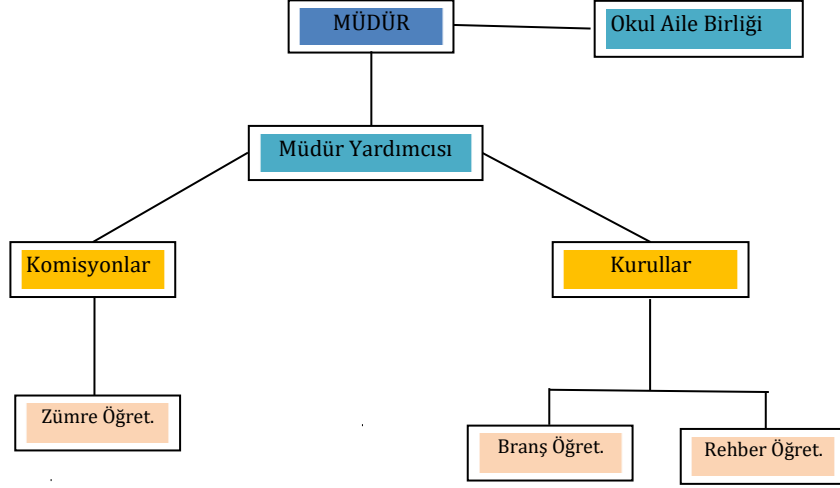 MÜDÜR
Okul Aile Birliği
Müdür Yardımcısı
Komisyonlar
Kurullar
Zümre Öğret.
Branş Öğret.
Rehber Öğret.